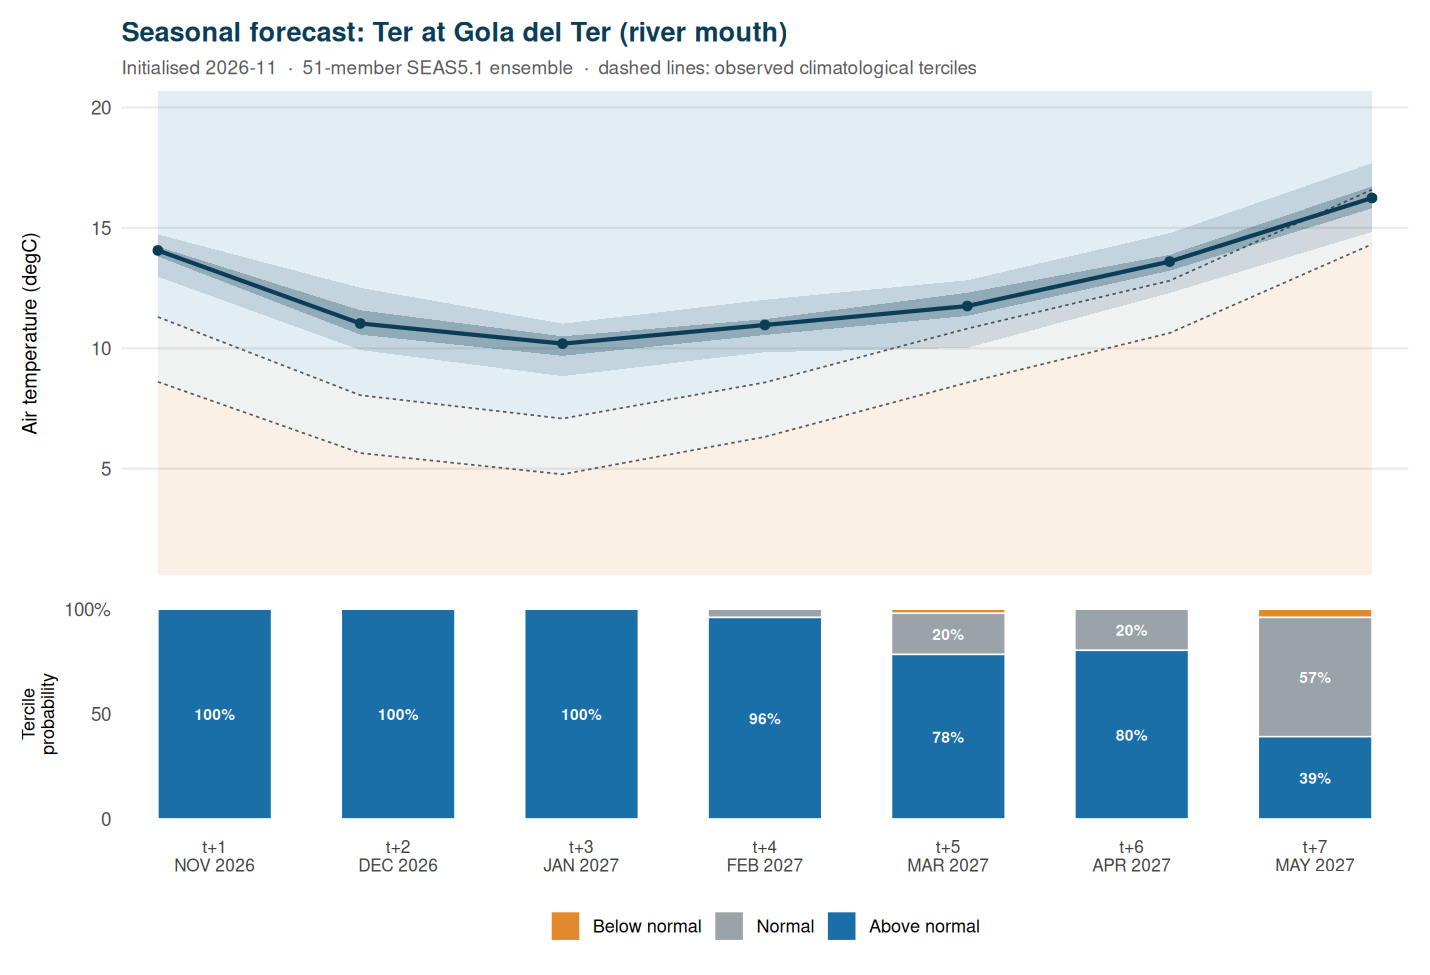 Seasonal forecast: Ter at Gola del Ter (river mouth)
Initialised 2026-11 · 51-member SEAS5.1 ensemble · dashed lines: observed climatological terciles
Air temperature (degC)
20
15
10
5
Tercile
probability
100%
50
0
100%
100%
100%
96%
20%
78%
20%
80%
57%
39%
t+1
NOV 2026
t+2
DEC 2026
t+3
JAN 2027
t+4
FEB 2027
t+5
MAR 2027
t+6
APR 2027
t+7
MAY 2027
Below normal
Normal
Above normal